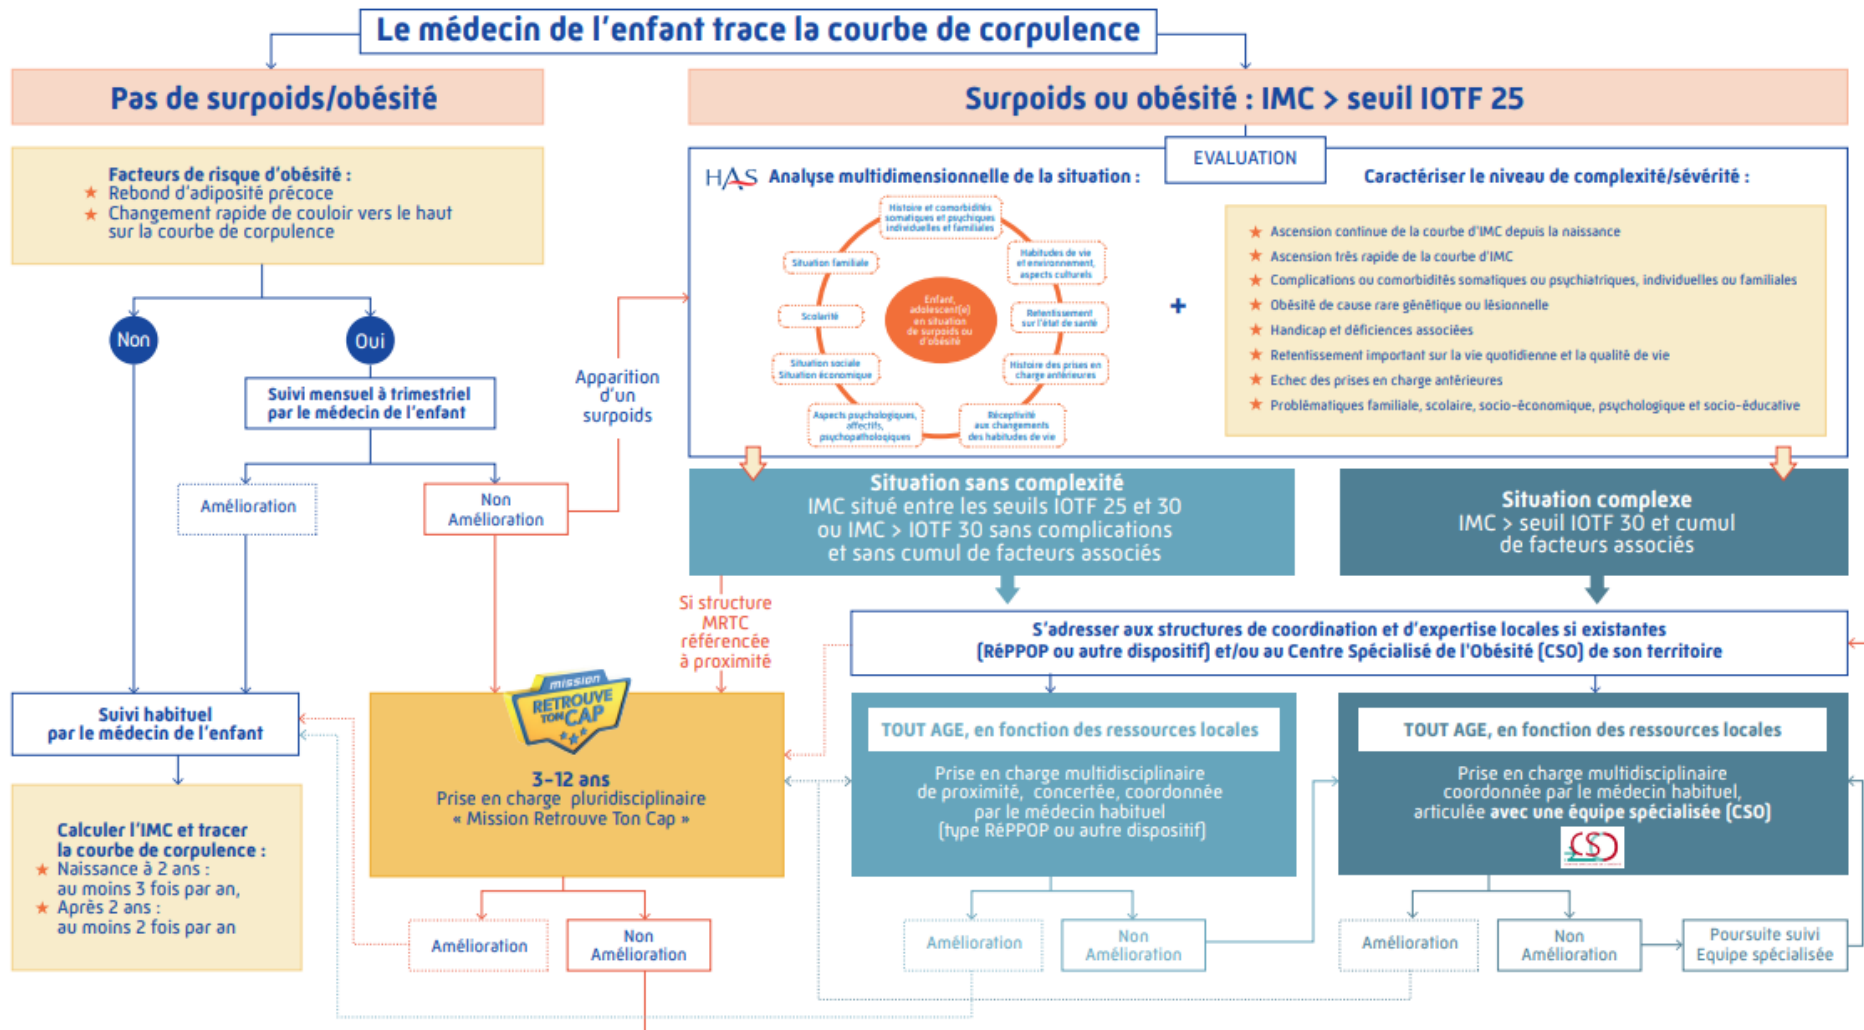 Le médecin de l'enfant trace la courbe de corpulence
Pas de surpoids/obésité
Facteurs de risque d'obésité :
Rebond d'adiposité précoce
Changement rapide de couloir vers le haut
sur la courbe de corpulence
Non
Oui
Suivi mensuel à trimestriel
par le médecin de l'enfant
Amélioration
Non
Amélioration
Apparition
d'un
surpoids
Surpoids ou obésité : IMC > seuil IOTF 25
EVALUATION
HAS
Analyse multidimensionnelle de la situation :
Histoire et comorbidités
somatiques et psychiques
individuelles et familiales
Habitudes de vie
et environnement,
aspects culturels
Retentissement
sur l'état de santé
Histoire des prises en
charge antérieures
Réceptivité
aux changements
des habitudes de vie
Aspects psychologiques,
affectifs,
psychopathologiques
Situation sociale
Situation économique
Scolarité
Situation familiale
Enfant,
adolescent(e)
en situation
de surpoids ou
d'obésité
+
Caractériser le niveau de complexité/sévérité :
Ascension continue de la courbe d'IMC depuis la naissance
Ascension très rapide de la courbe d'IMC
Complications ou comorbidités somatiques ou psychiatriques, individuelles ou familiales
Obésité de cause rare génétique ou lésionnelle
Handicap et déficiences associées
Retentissement important sur la vie quotidienne et la qualité de vie
Echec des prises en charge antérieures
Problématiques familiale, scolaire, socio-économique, psychologique et socio-éducative
Situation sans complexité
IMC situé entre les seuils IOTF 25 et 30
ou IMC > IOTF 30 sans complications
et sans cumul de facteurs associés
Situation complexe
IMC > seuil IOTF 30 et cumul
de facteurs associés
Si structure
MRTC
référencée
à proximité
S'adresser aux structures de coordination et d'expertise locales si existantes
(RéPPOP ou autre dispositif) et/ou au Centre Spécialisé de l'Obésité (CSO) de son territoire
Suivi habituel
par le médecin de l'enfant
Calculer l'IMC et tracer
la courbe de corpulence :
Naissance à 2 ans :
au moins 3 fois par an,
Après 2 ans :
au moins 2 fois par an
mission
RETROUVE
TON CAP
3-12 ans
Prise en charge pluridisciplinaire
« Mission Retrouve Ton Cap »
Amélioration
Non
Amélioration
TOUT AGE, en fonction des ressources locales
Prise en charge multidisciplinaire
de proximité, concertée, coordonnée
par le médecin habituel
(type RéPPOP ou autre dispositif)
Amélioration
Non
Amélioration
TOUT AGE, en fonction des ressources locales
Prise en charge multidisciplinaire
coordonnée par le médecin habituel,
articulée avec une équipe spécialisée (CSO)
CSO
Amélioration
Non
Amélioration
Poursuite suivi
Equipe spécialisée